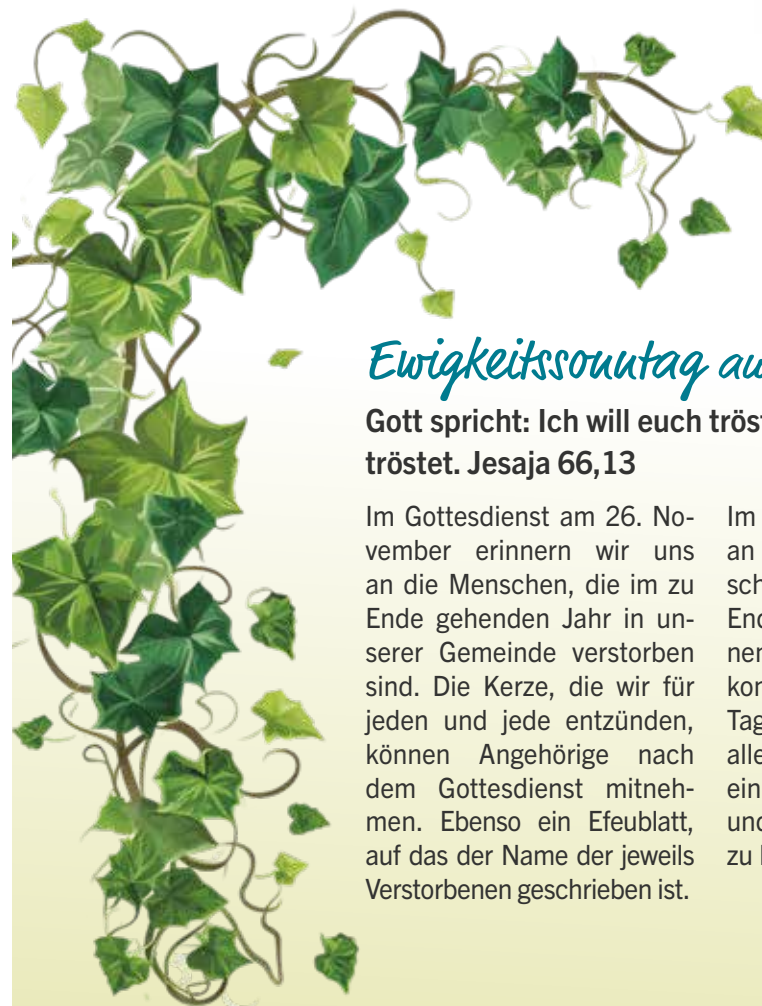 Ewigkeitssonntag
Gott spricht: Ich will euch
tröstet. Jesaja 66,13
Im Gottesdienst am 26. No-
vember erinnern wir uns
an die Menschen, die im zu
Ende gehenden Jahr in un-
serer Gemeinde verstorben
sind. Die Kerze, die wir für
jeden und jede entzünden,
können Angehörige nach
dem Gottesdienst mitneh-
men. Ebenso ein Efeublatt,
auf das der Name der jeweils
Verstorbenen geschrieben ist.
Im
an